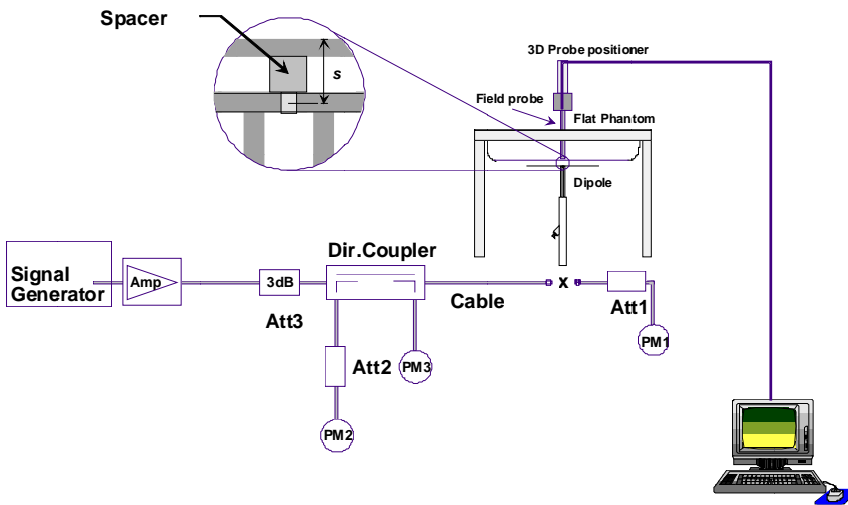 Spacer
s
3D Probe positioner
Field probe
Flat Phantom
Dipole
Dir.Coupler
Signal
Generator
Amp
3dB
Cable
x
Att3
Att1
PM1
Att2
PM3
PM2